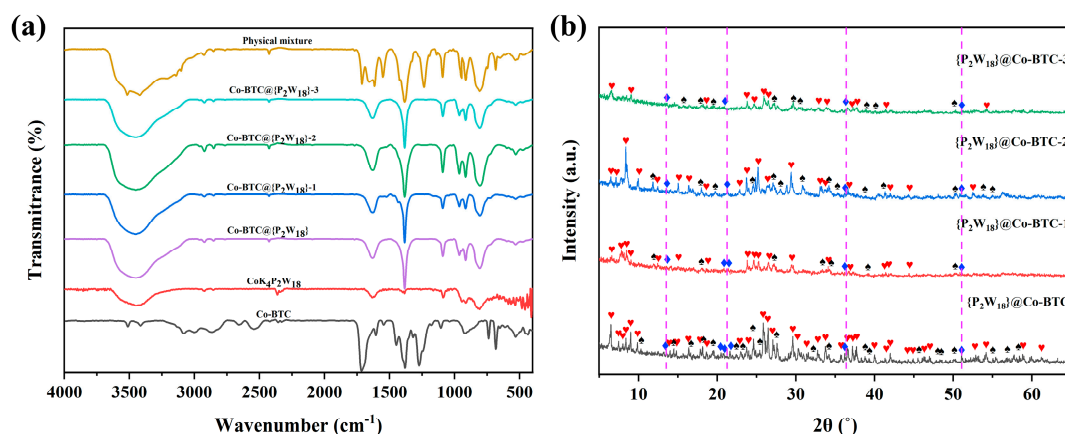 (a)
Physical mixture
Co-BTC@{P₂W₁₈}-3
Co-BTC@{P₂W₁₈}-2
Co-BTC@{P₂W₁₈}-1
Co-BTC@{P₂W₁₈}
CoK₄P₂W₁₈
Co-BTC
Transmitrance (%)
4000 3500 3000 2500 2000 1500 1000 500
Wavenumber (cm⁻¹)
(b)
{P₂W₁₈}@Co-BTC-3
{P₂W₁₈}@Co-BTC-2
{P₂W₁₈}@Co-BTC-1
{P₂W₁₈}@Co-BTC
Intensity (a.u.)
10 20 30 40 50 60
2θ (°)